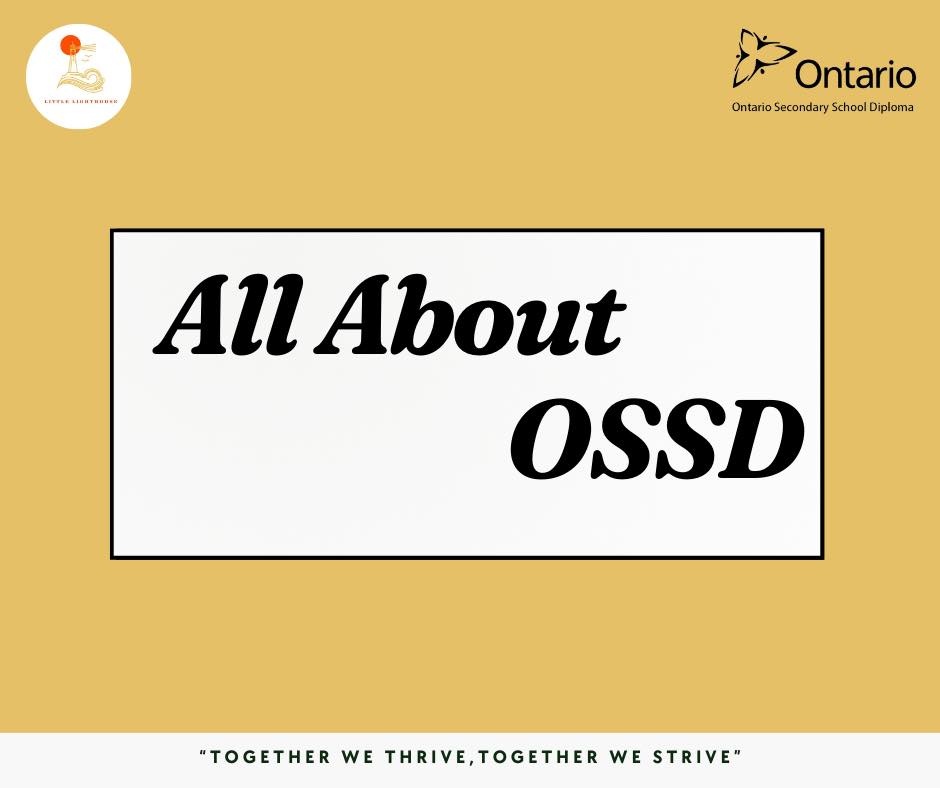 LITTLE LIGHTHOUSE
Ontario
Ontario Secondary School Diploma
All About
OSSD
“TOGETHER WE THRIVE,TOGETHER WE STRIVE”